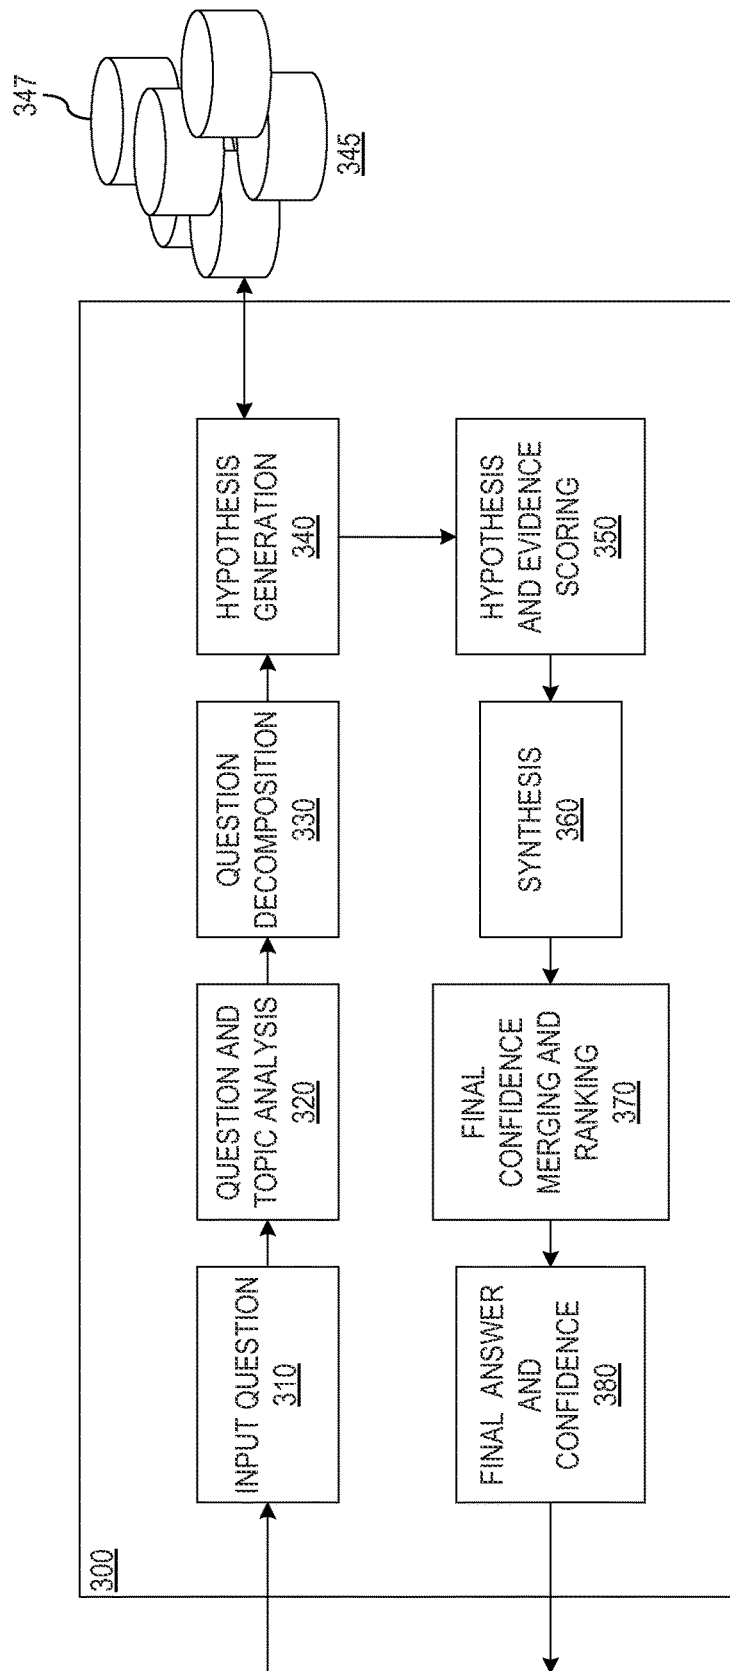 300
INPUT QUESTION
310
QUESTION AND
TOPIC ANALYSIS
320
QUESTION
DECOMPOSITION
330
HYPOTHESIS
GENERATION
340
347
345
HYPOTHESIS
AND EVIDENCE
SCORING
350
SYNTHESIS
360
FINAL
CONFIDENCE
MERGING AND
RANKING
370
FINAL ANSWER
AND
CONFIDENCE
380